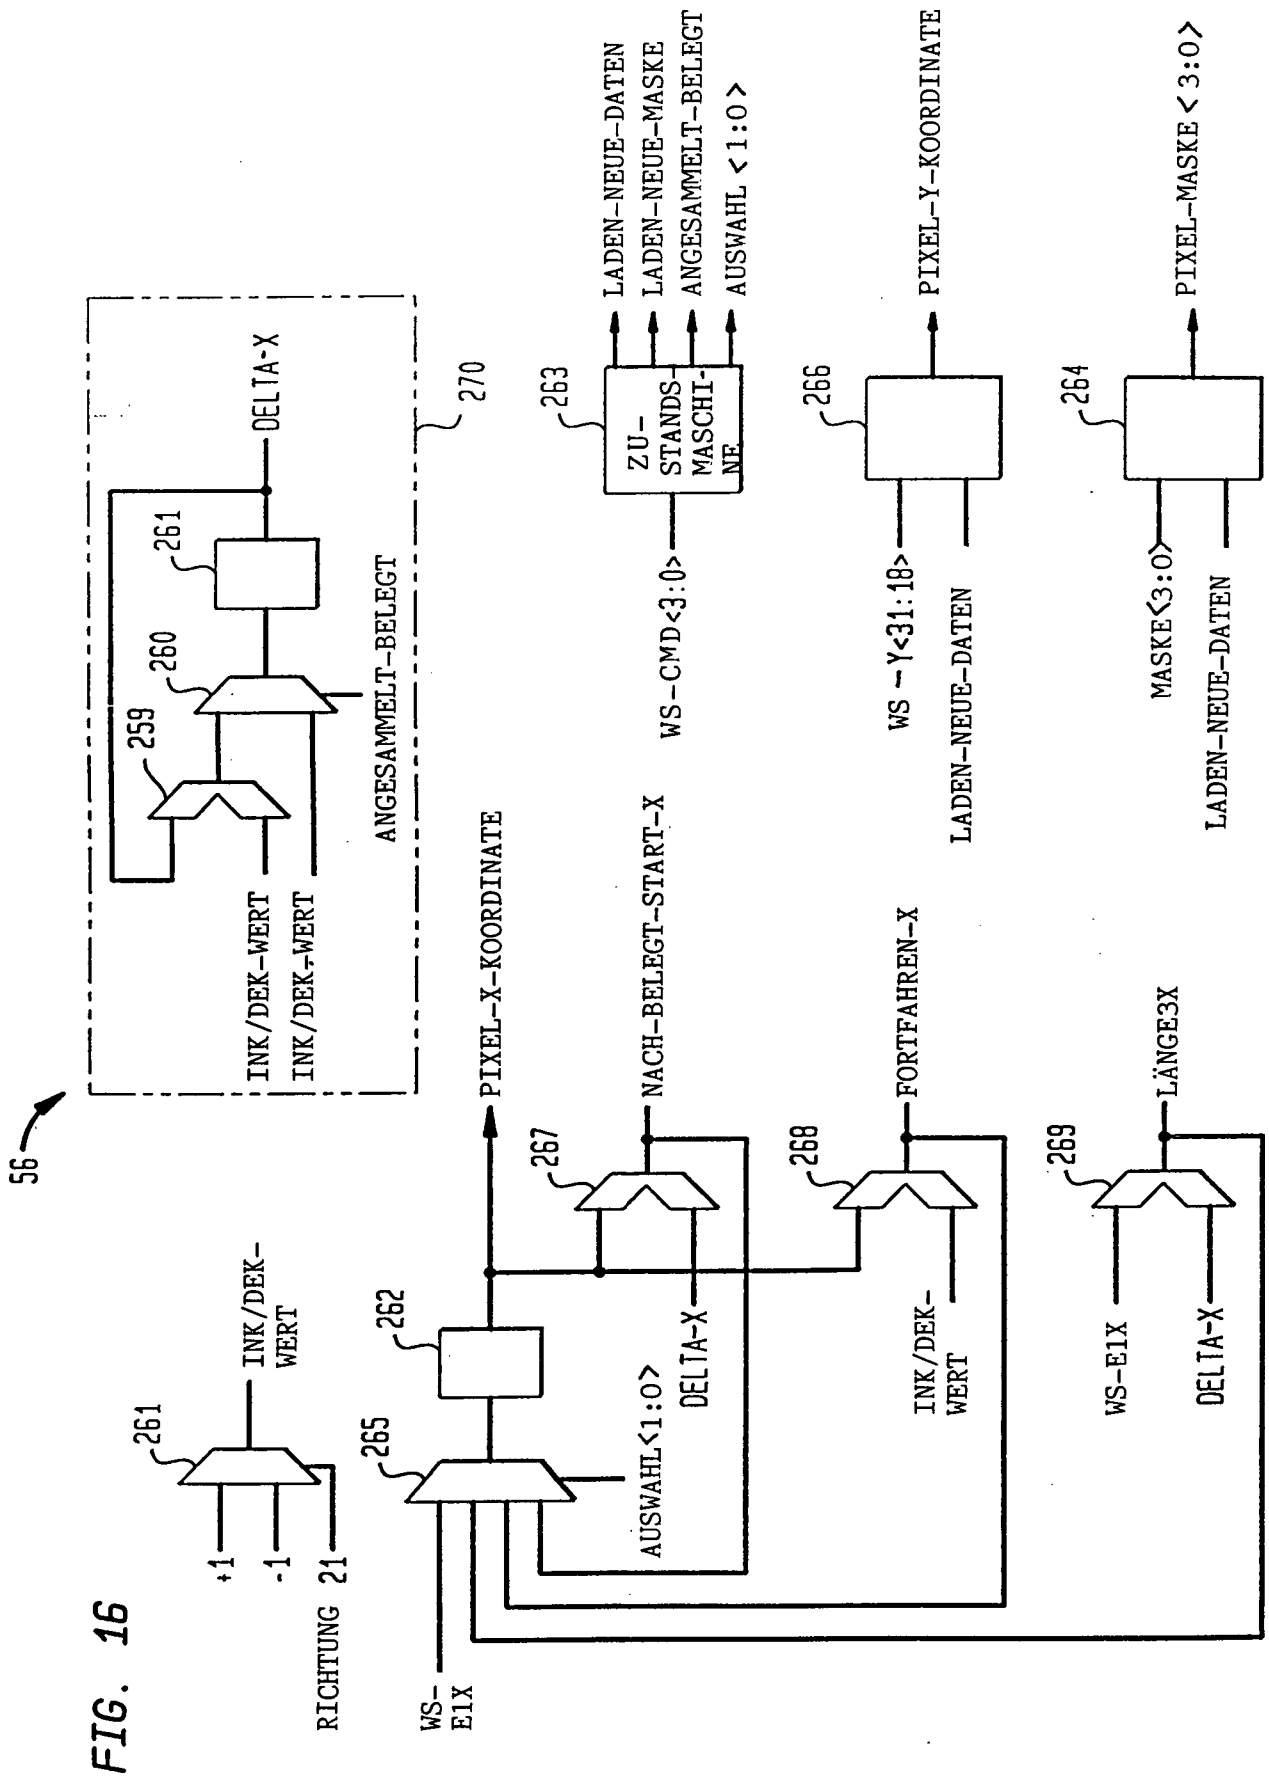 FIG. 16
56
+1
-1
RICHTUNG 21
261
INK/DEK-
WERT
WS-
E1X
265
AUSWAHL<1:0>
262
PIXEL-X-KOORDINATE
267
DELTA-X
NACH-BELEGT-START-X
268
INK/DEK-
WERT
FORTFAHREN-X
269
WS-E1X
DELTA-X
LÄNGE3X
INK/DEK-WERT
INK/DEK-WERT
259
260
261
ANGESAMMELT-BELEGT
DELTA-X
270
WS-CMD<3:0>
263
ZU-
STANDS-
MASCHI-
NE
LADEN-NEUE-DATEN
LADEN-NEUE-MASKE
ANGESAMMELT-BELEGT
AUSWAHL <1:0>
WS-Y<31:18>
LADEN-NEUE-DATEN
266
PIXEL-Y-KOORDINATE
MASKE<3:0>
LADEN-NEUE-DATEN
264
PIXEL-MASKE <3:0>